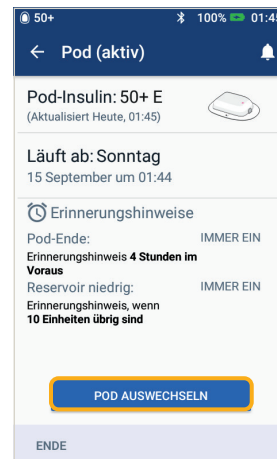 50+ 100% 01:45
Pod (aktiv)
Pod-Insulin: 50+ E
(Aktualisiert Heute, 01:45)
Läuft ab: Sonntag
15 September um 01:44
Erinnerungshinweise
Pod-Ende: IMMER EIN
Erinnerungshinweis 4 Stunden im
Voraus
Reservoir niedrig: IMMER EIN
Erinnerungshinweis, wenn
10 Einheiten übrig sind
POD AUSWECHSELN
ENDE